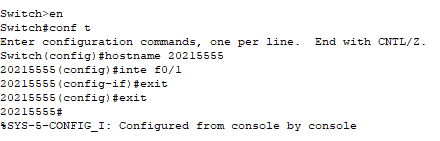 Switch>en
Switch#conf t
Enter configuration commands, one per line.  End with CNTL/Z.
Switch(config)#hostname 20215555
20215555(config)#inte f0/1
20215555(config-if)#exit
20215555(config)#exit
20215555#
%SYS-5-CONFIG_I: Configured from console by console